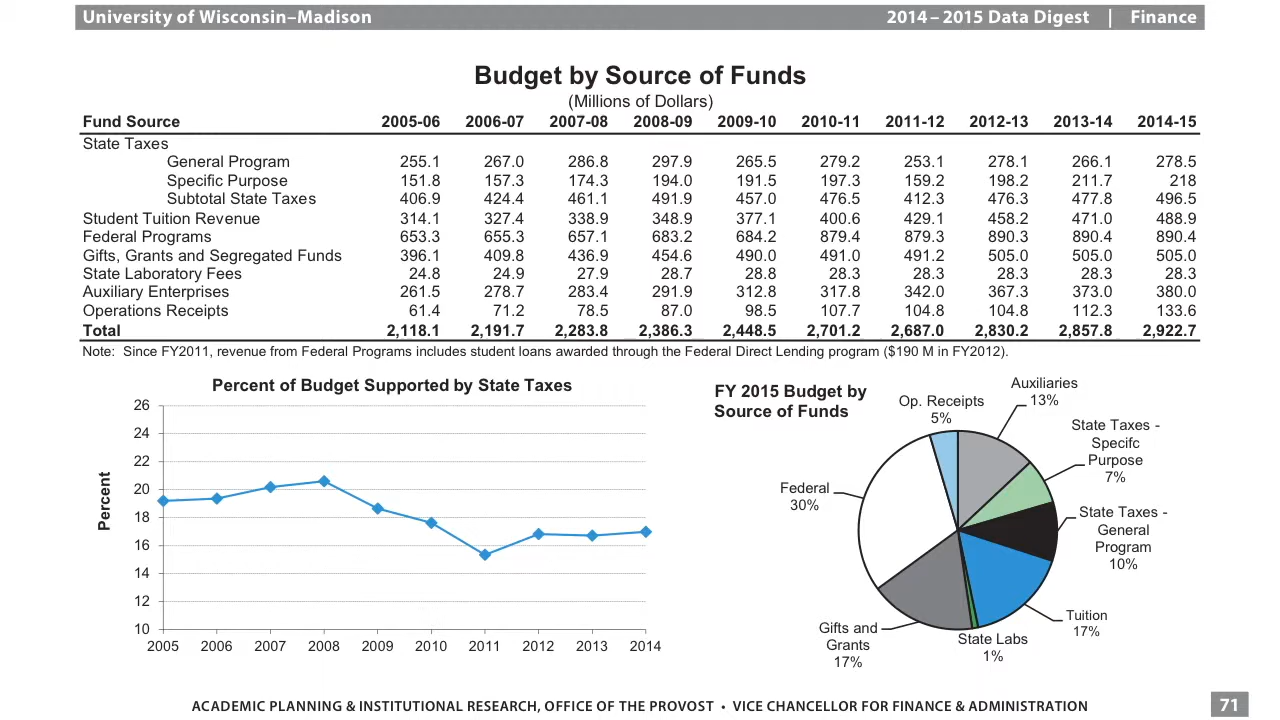 University of Wisconsin–Madison 2014 – 2015 Data Digest | Finance
Budget by Source of Funds
(Millions of Dollars)
Fund Source 2005-06 2006-07 2007-08 2008-09 2009-10 2010-11 2011-12 2012-13 2013-14 2014-15
State Taxes
General Program 255.1 267.0 286.8 297.9 265.5 279.2 253.1 278.1 266.1 278.5
Specific Purpose 151.8 157.3 174.3 194.0 191.5 197.3 159.2 198.2 211.7 218
Subtotal State Taxes 406.9 424.4 461.1 491.9 457.0 476.5 412.3 476.3 477.8 496.5
Student Tuition Revenue 314.1 327.4 338.9 348.9 377.1 400.6 429.1 458.2 471.0 488.9
Federal Programs 653.3 655.3 657.1 683.2 684.2 879.4 879.3 890.3 890.4 890.4
Gifts, Grants and Segregated Funds 396.1 409.8 436.9 454.6 490.0 491.0 491.2 505.0 505.0 505.0
State Laboratory Fees 24.8 24.9 27.9 28.7 28.8 28.3 28.3 28.3 28.3 28.3
Auxiliary Enterprises 261.5 278.7 283.4 291.9 312.8 317.8 342.0 367.3 373.0 380.0
Operations Receipts 61.4 71.2 78.5 87.0 98.5 107.7 104.8 104.8 112.3 133.6
Total 2,118.1 2,191.7 2,283.8 2,386.3 2,448.5 2,701.2 2,687.0 2,830.2 2,857.8 2,922.7
Note: Since FY2011, revenue from Federal Programs includes student loans awarded through the Federal Direct Lending program ($190 M in FY2012).
Percent of Budget Supported by State Taxes
Percent
26
24
22
20
18
16
14
12
10
2005 2006 2007 2008 2009 2010 2011 2012 2013 2014
FY 2015 Budget by
Source of Funds
Op. Receipts
5%
Auxiliaries
13%
State Taxes -
Specifc
Purpose
7%
State Taxes -
General
Program
10%
Tuition
17%
State Labs
1%
Gifts and
Grants
17%
Federal
30%
ACADEMIC PLANNING & INSTITUTIONAL RESEARCH, OFFICE OF THE PROVOST • VICE CHANCELLOR FOR FINANCE & ADMINISTRATION
71